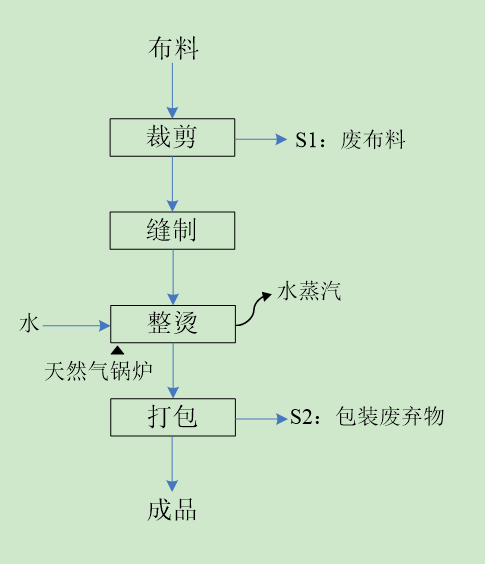 布料
裁剪
S1：废布料
缝制
水蒸汽
水
整烫
天然气锅炉
打包
S2：包装废弃物
成品